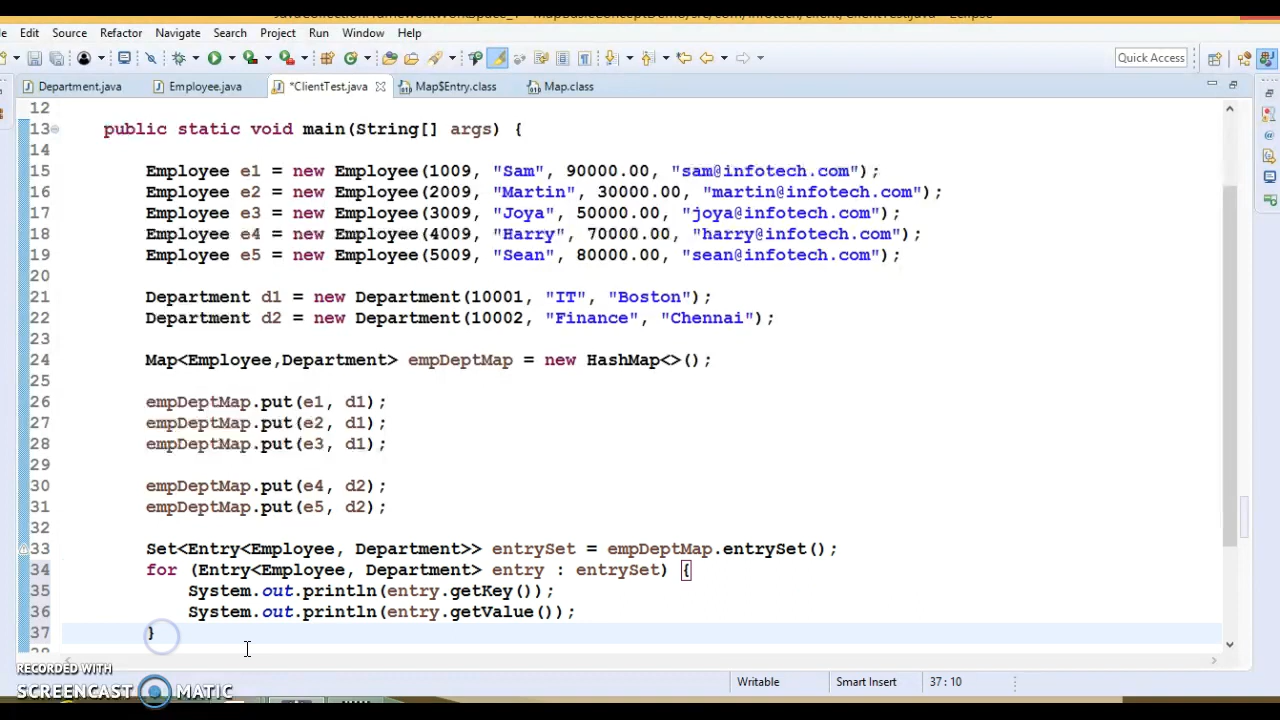 Edit Source Refactor Navigate Search Project Run Window Help
Quick Access
Department.java Employee.java *ClientTest.java Map$Entry.class Map.class
12
13 public static void main(String[] args) {
14
15 Employee e1 = new Employee(1009, "Sam", 90000.00, "sam@infotech.com");
16 Employee e2 = new Employee(2009, "Martin", 30000.00, "martin@infotech.com");
17 Employee e3 = new Employee(3009, "Joya", 50000.00, "joya@infotech.com");
18 Employee e4 = new Employee(4009, "Harry", 70000.00, "harry@infotech.com");
19 Employee e5 = new Employee(5009, "Sean", 80000.00, "sean@infotech.com");
20
21 Department d1 = new Department(10001, "IT", "Boston");
22 Department d2 = new Department(10002, "Finance", "Chennai");
23
24 Map<Employee,Department> empDeptMap = new HashMap<>();
25
26 empDeptMap.put(e1, d1);
27 empDeptMap.put(e2, d1);
28 empDeptMap.put(e3, d1);
29
30 empDeptMap.put(e4, d2);
31 empDeptMap.put(e5, d2);
32
33 Set<Entry<Employee, Department>> entrySet = empDeptMap.entrySet();
34 for (Entry<Employee, Department> entry : entrySet) {
35 System.out.println(entry.getKey());
36 System.out.println(entry.getValue());
37 }
RECORDED WITH
SCREENCAST MATIC
Writable Smart Insert 37 : 10